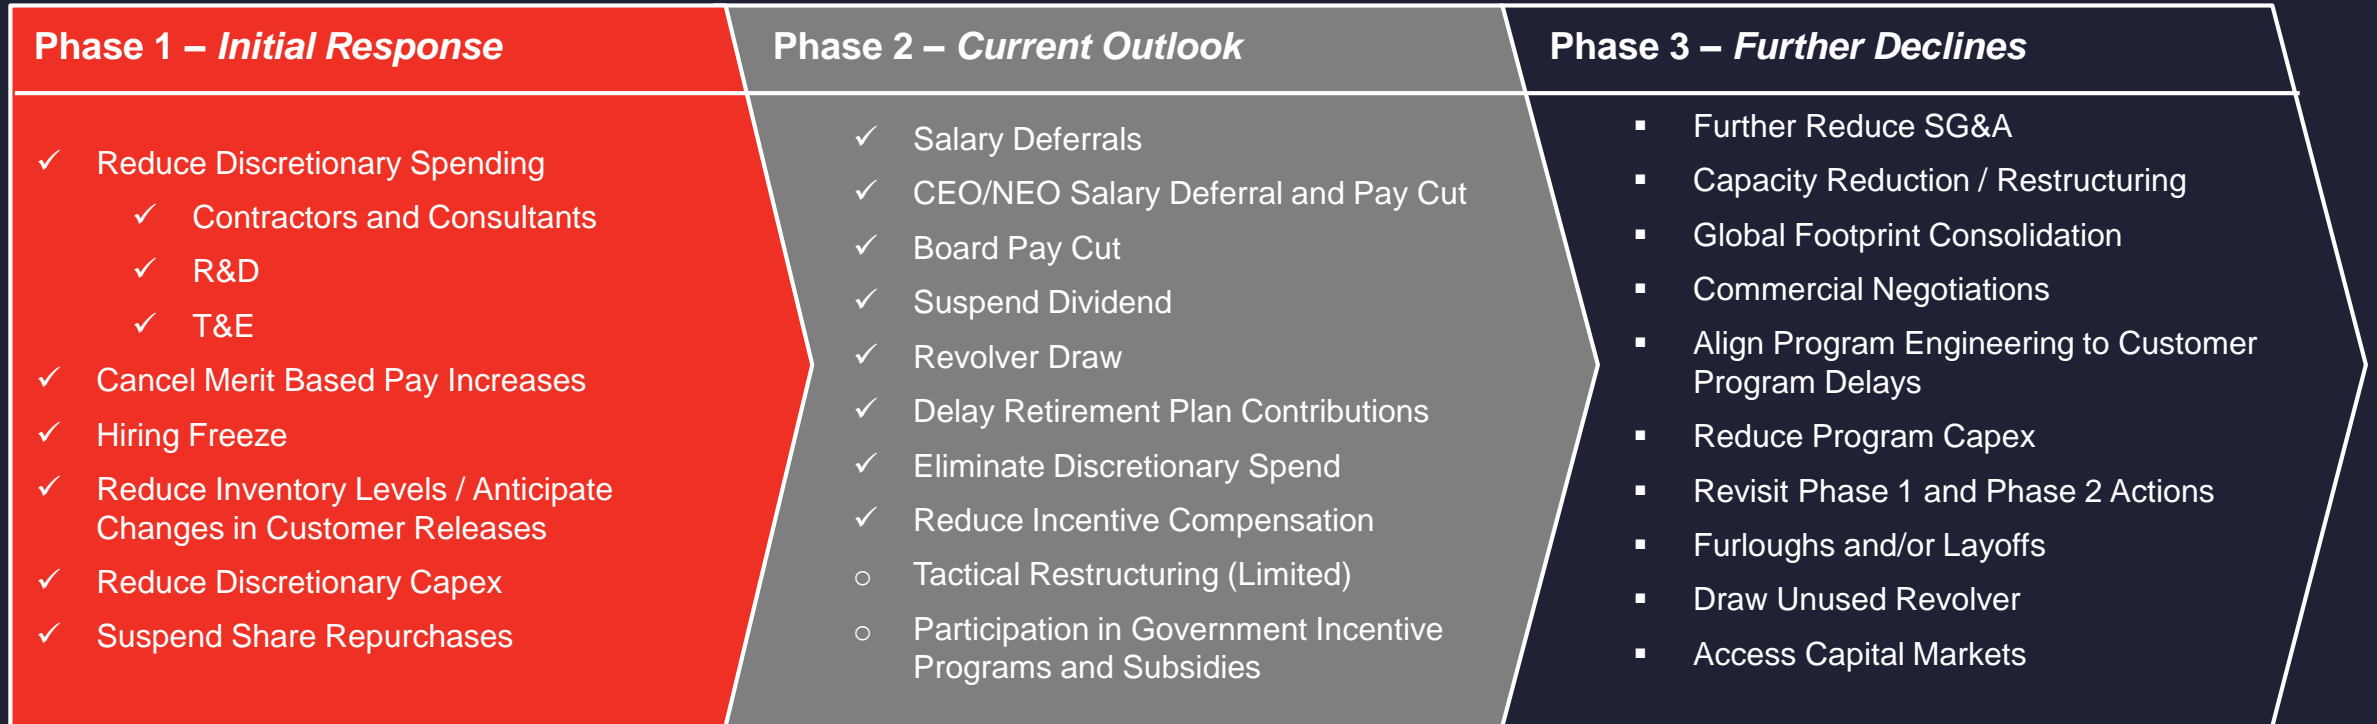 Phase 1 – Initial Response
✓ Reduce Discretionary Spending
✓ Contractors and Consultants
✓ R&D
✓ T&E
✓ Cancel Merit Based Pay Increases
✓ Hiring Freeze
✓ Reduce Inventory Levels / Anticipate
Changes in Customer Releases
✓ Reduce Discretionary Capex
✓ Suspend Share Repurchases
Phase 2 – Current Outlook
✓ Salary Deferrals
✓ CEO/NEO Salary Deferral and Pay Cut
✓ Board Pay Cut
✓ Suspend Dividend
✓ Revolver Draw
✓ Delay Retirement Plan Contributions
✓ Eliminate Discretionary Spend
✓ Reduce Incentive Compensation
○ Tactical Restructuring (Limited)
○ Participation in Government Incentive
Programs and Subsidies
Phase 3 – Further Declines
▪ Further Reduce SG&A
▪ Capacity Reduction / Restructuring
▪ Global Footprint Consolidation
▪ Commercial Negotiations
▪ Align Program Engineering to Customer
Program Delays
▪ Reduce Program Capex
▪ Revisit Phase 1 and Phase 2 Actions
▪ Furloughs and/or Layoffs
▪ Draw Unused Revolver
▪ Access Capital Markets